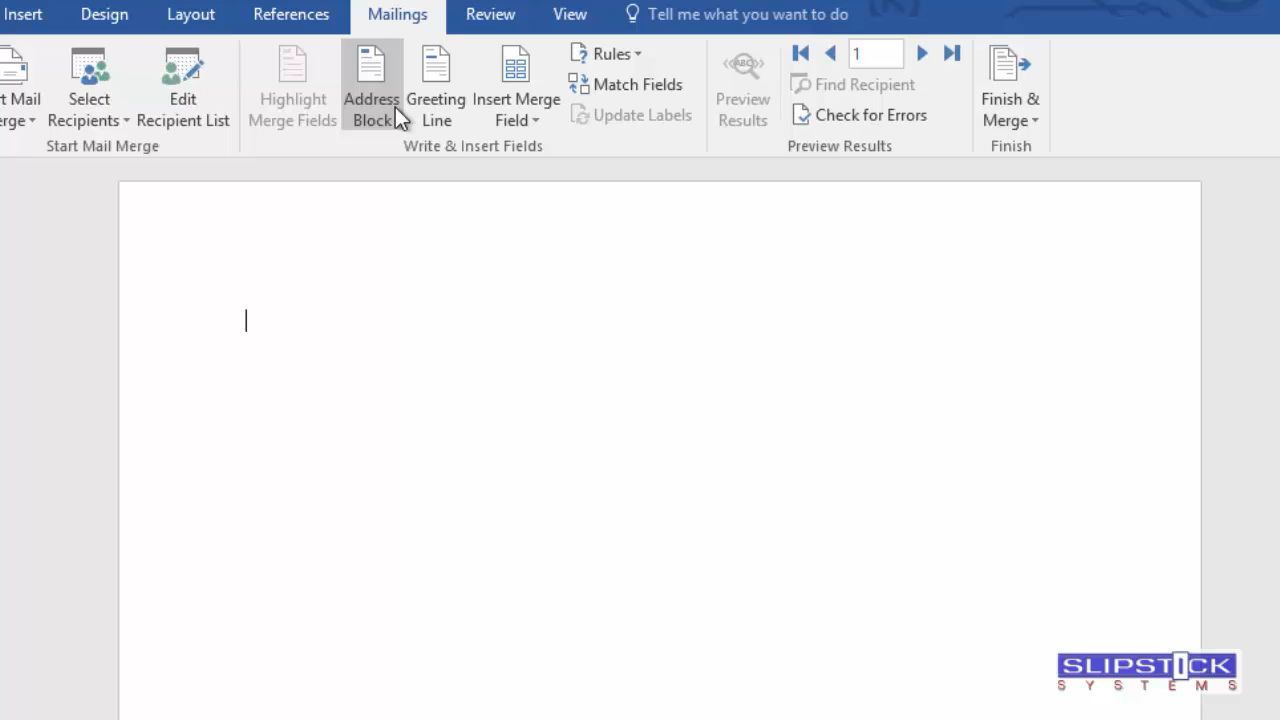 Insert Design Layout References Mailings Review View Tell me what you want to do
t Mail Select Edit Highlight Address Greeting Insert Merge Rules Preview 1 Finish &
erge Recipients Recipient List Merge Fields Block Line Field Match Fields Results Find Recipient Merge
Update Labels Check for Errors
Start Mail Merge Write & Insert Fields Preview Results Finish
SLIPSTICK
SYSTEMS